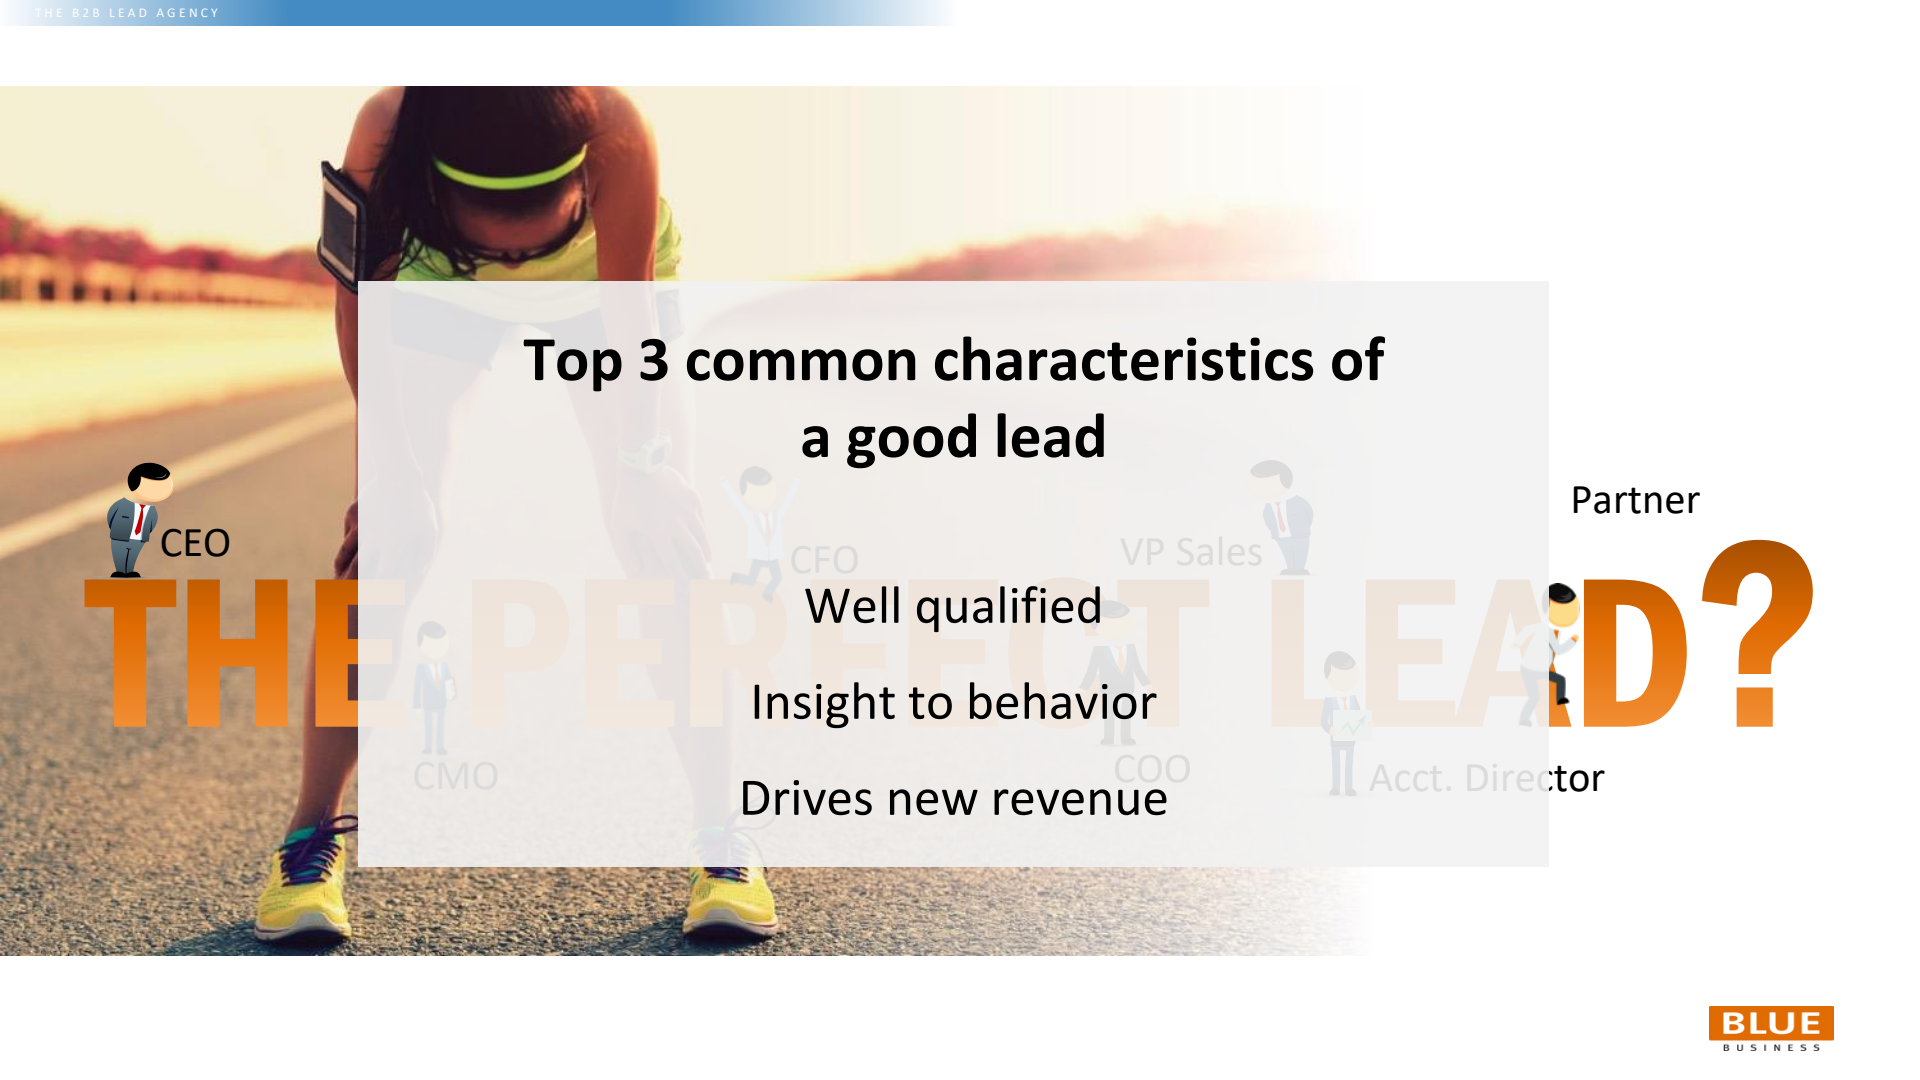 THE B2B LEAD AGENCY
Top 3 common characteristics of
a good lead
Partner
CEO
CFO
VP Sales
THE PERFECT LEAD?
Well qualified
Insight to behavior
CMO
COO
Acct. Director
Drives new revenue
BLUE
BUSINESS